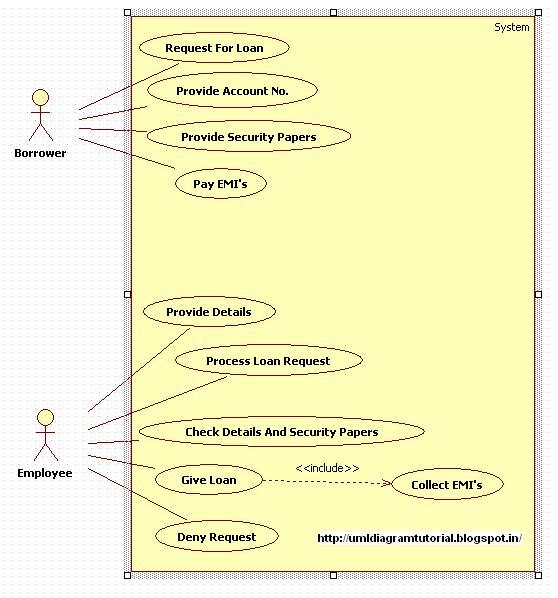 System
Request For Loan
Provide Account No.
Provide Security Papers
Borrower
Pay EMI's
Provide Details
Process Loan Request
Check Details And Security Papers
Employee
Give Loan
<<include>>
Collect EMI's
Deny Request
http://umldiagramtutorial.blogspot.in/